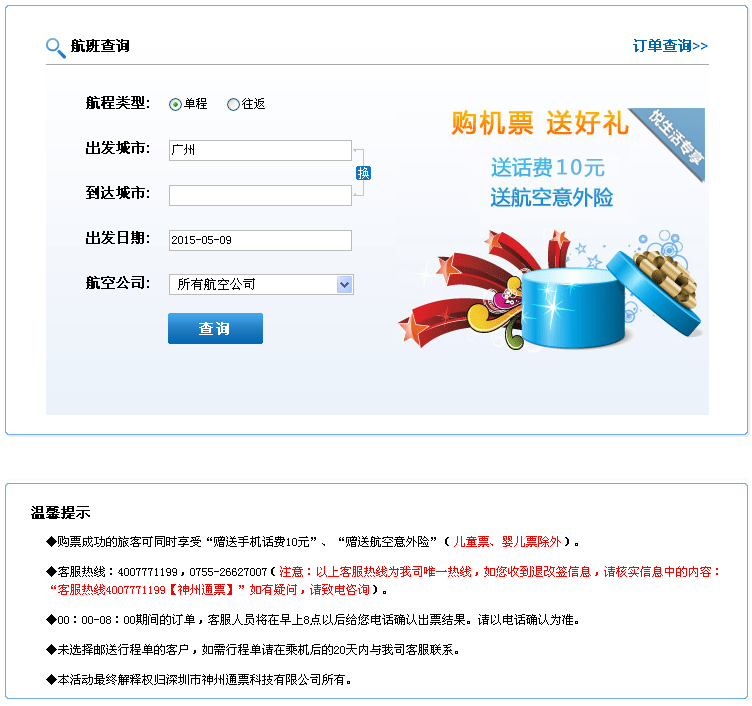 航班查询
订单查询>>
航程类型: 单程 往返
出发城市: 广州
换
到达城市:
出发日期: 2015-05-09
航空公司: 所有航空公司
查询
购机票 送好礼
悦生活专享
送话费10元
送航空意外险
温馨提示
◆购票成功的旅客可同时享受“赠送手机话费10元”、“赠送航空意外险”（ 儿童票、婴儿票除外 ）。
◆客服热线：4007771199，0755-26627007（ 注意：以上客服热线为我司唯一热线，如您收到退改签信息，请核实信息中的内容：
“客服热线4007771199【神州通票】”如有疑问，请致电咨询 ）。
◆00：00-08：00期间的订单，客服人员将在早上8点以后给您电话确认出票结果。请以电话确认为准。
◆未选择邮送行程单的客户，如需行程单请在乘机后的20天内与我司客服联系。
◆本活动最终解释权归深圳市神州通票科技有限公司所有。